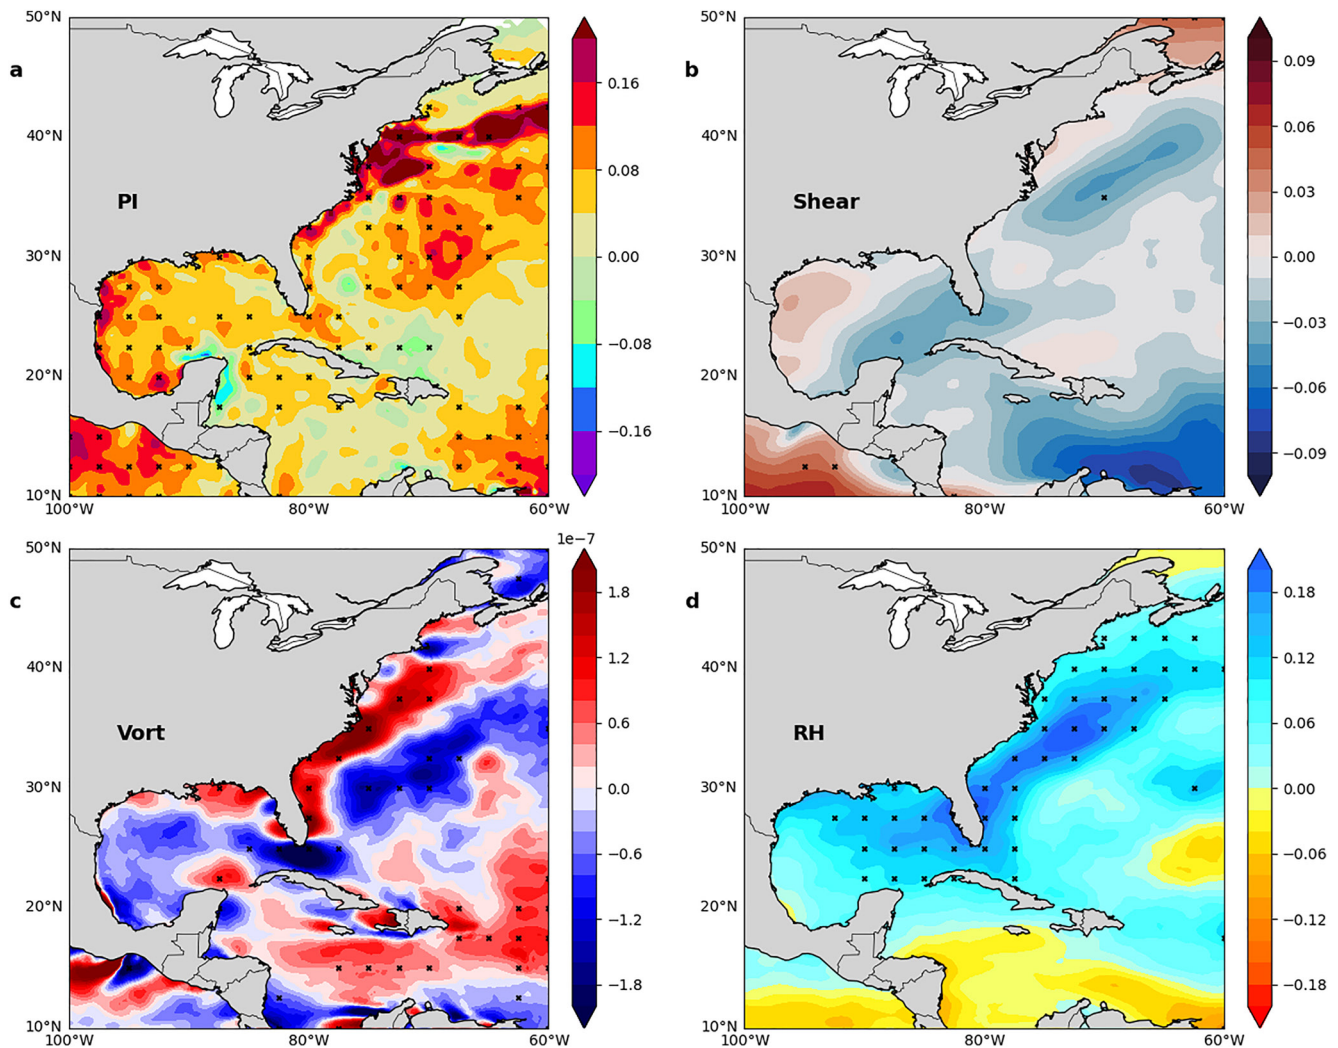 a
50°N
40°N
30°N
20°N
10°N
100°W
80°W
60°W
PI
0.16
0.08
0.00
−0.08
−0.16
b
50°N
40°N
30°N
20°N
10°N
100°W
80°W
60°W
Shear
0.09
0.06
0.03
0.00
−0.03
−0.06
−0.09
c
50°N
40°N
30°N
20°N
10°N
100°W
80°W
60°W
Vort
1e−7
1.8
1.2
0.6
0.0
−0.6
−1.2
−1.8
d
50°N
40°N
30°N
20°N
10°N
100°W
80°W
60°W
RH
0.18
0.12
0.06
0.00
−0.06
−0.12
−0.18